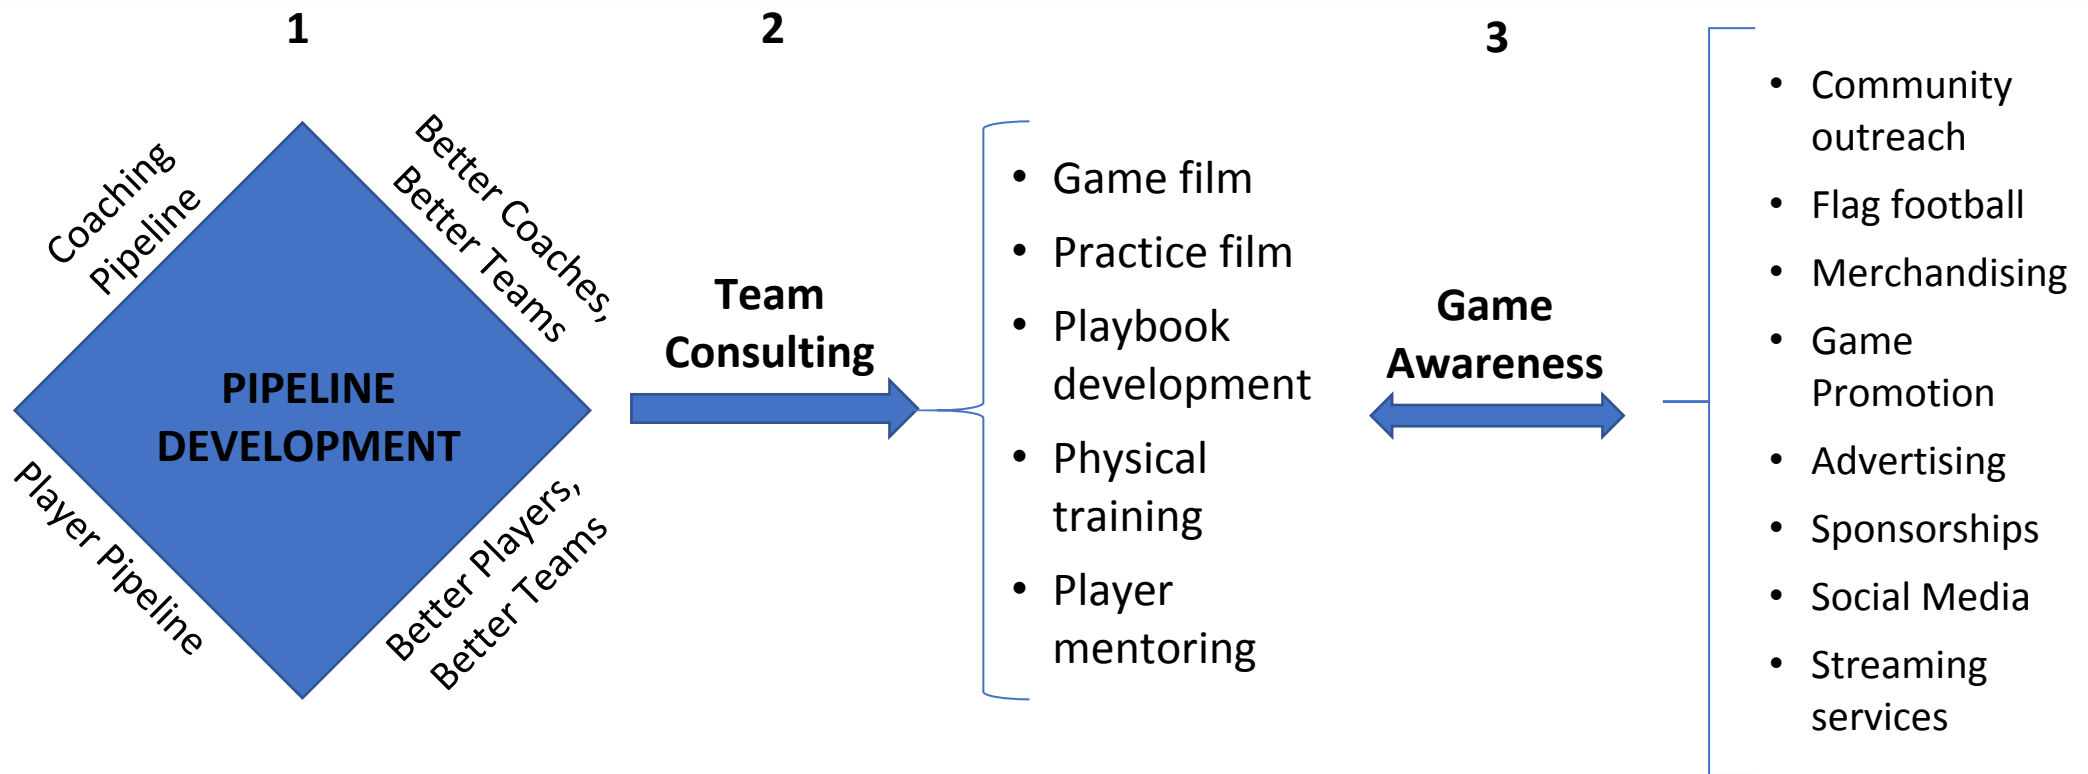 1
Coaching
Pipeline
Better Coaches,
Better Teams
PIPELINE
DEVELOPMENT
Player Pipeline
Better Players,
Better Teams
2
Team
Consulting
• Game film
• Practice film
• Playbook
development
• Physical
training
• Player
mentoring
3
Game
Awareness
• Community
outreach
• Flag football
• Merchandising
• Game
Promotion
• Advertising
• Sponsorships
• Social Media
• Streaming
services